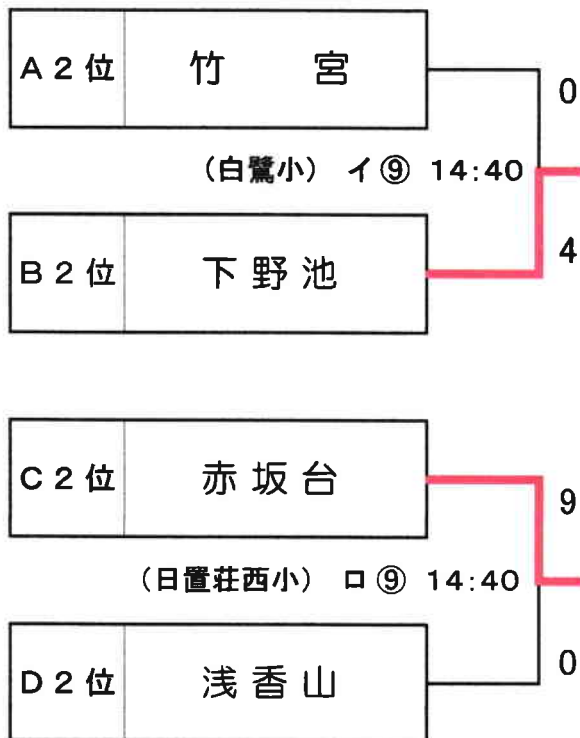 A2位 竹 宮
0
(白鷺小) イ⑨ 14:40
4
B2位 下野池
C2位 赤坂台
9
(日置荘西小) ロ⑨ 14:40
0
D2位 浅香山